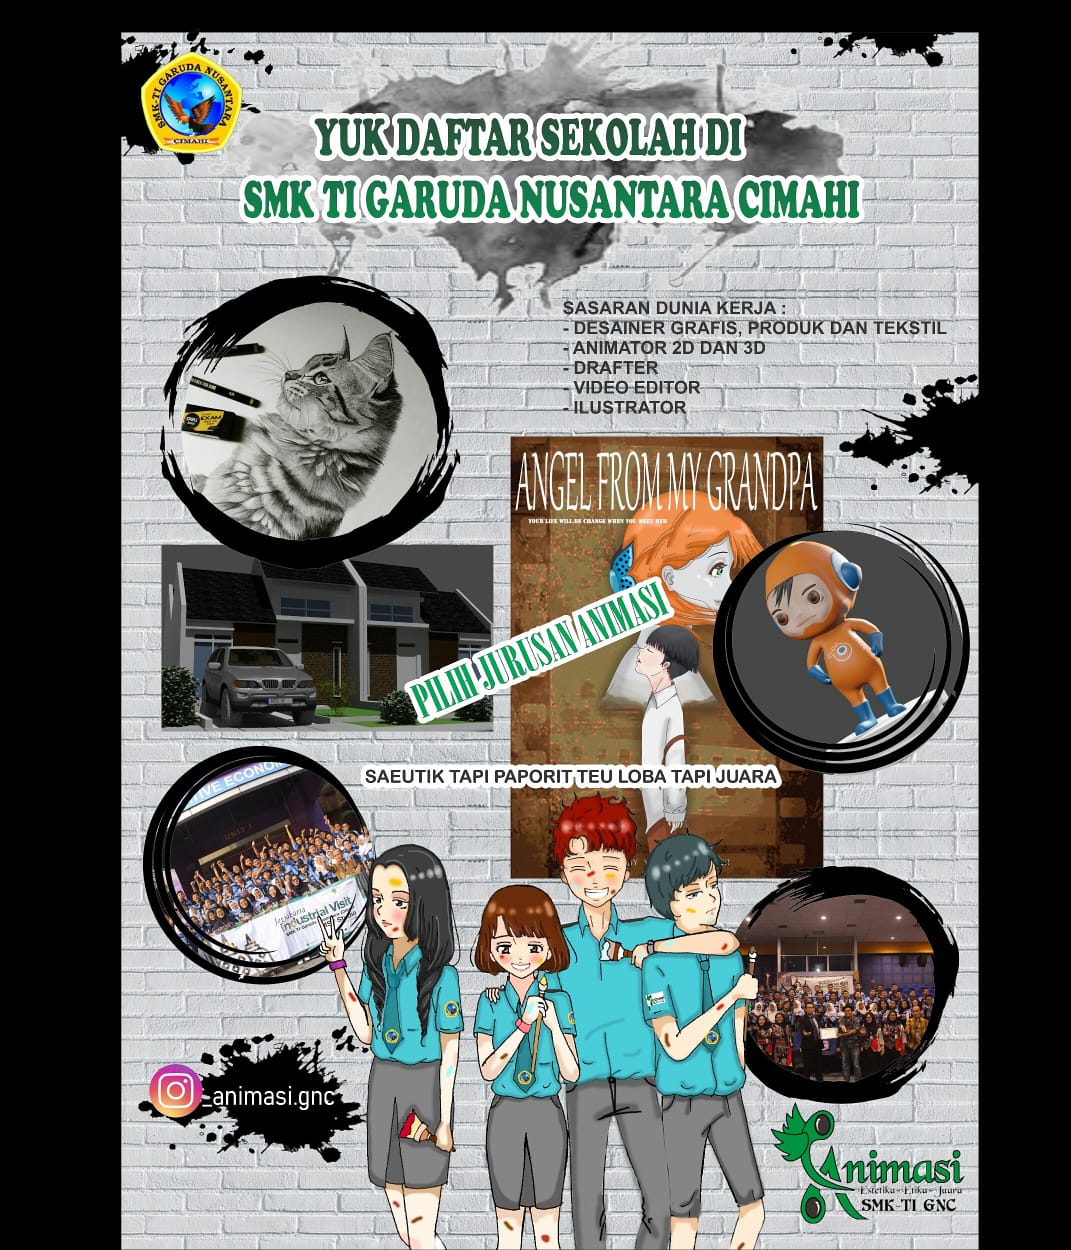 SMK-TI GARUDA NUSANTARA
CIMAHI
YUK DAFTAR SEKOLAH DI
SMK TI GARUDA NUSANTARA CIMAHI
SASARAN DUNIA KERJA :
- DESAINER GRAFIS, PRODUK DAN TEKSTIL
- ANIMATOR 2D DAN 3D
- DRAFTER
- VIDEO EDITOR
- ILUSTRATOR
EXAM
ANGEL FROM MY GRANDPA
YOUR LIFE WILL BE CHANGE WHEN YOU MEET HER
PILIH JURUSAN ANIMASI
SAEUTIK TAPI PAPORIT TEU LOBA TAPI JUARA
UNIT
Industrial Visit
_animasi.gnc
Animasi
Estetika - Etika - Juara
SMK-TI GNC